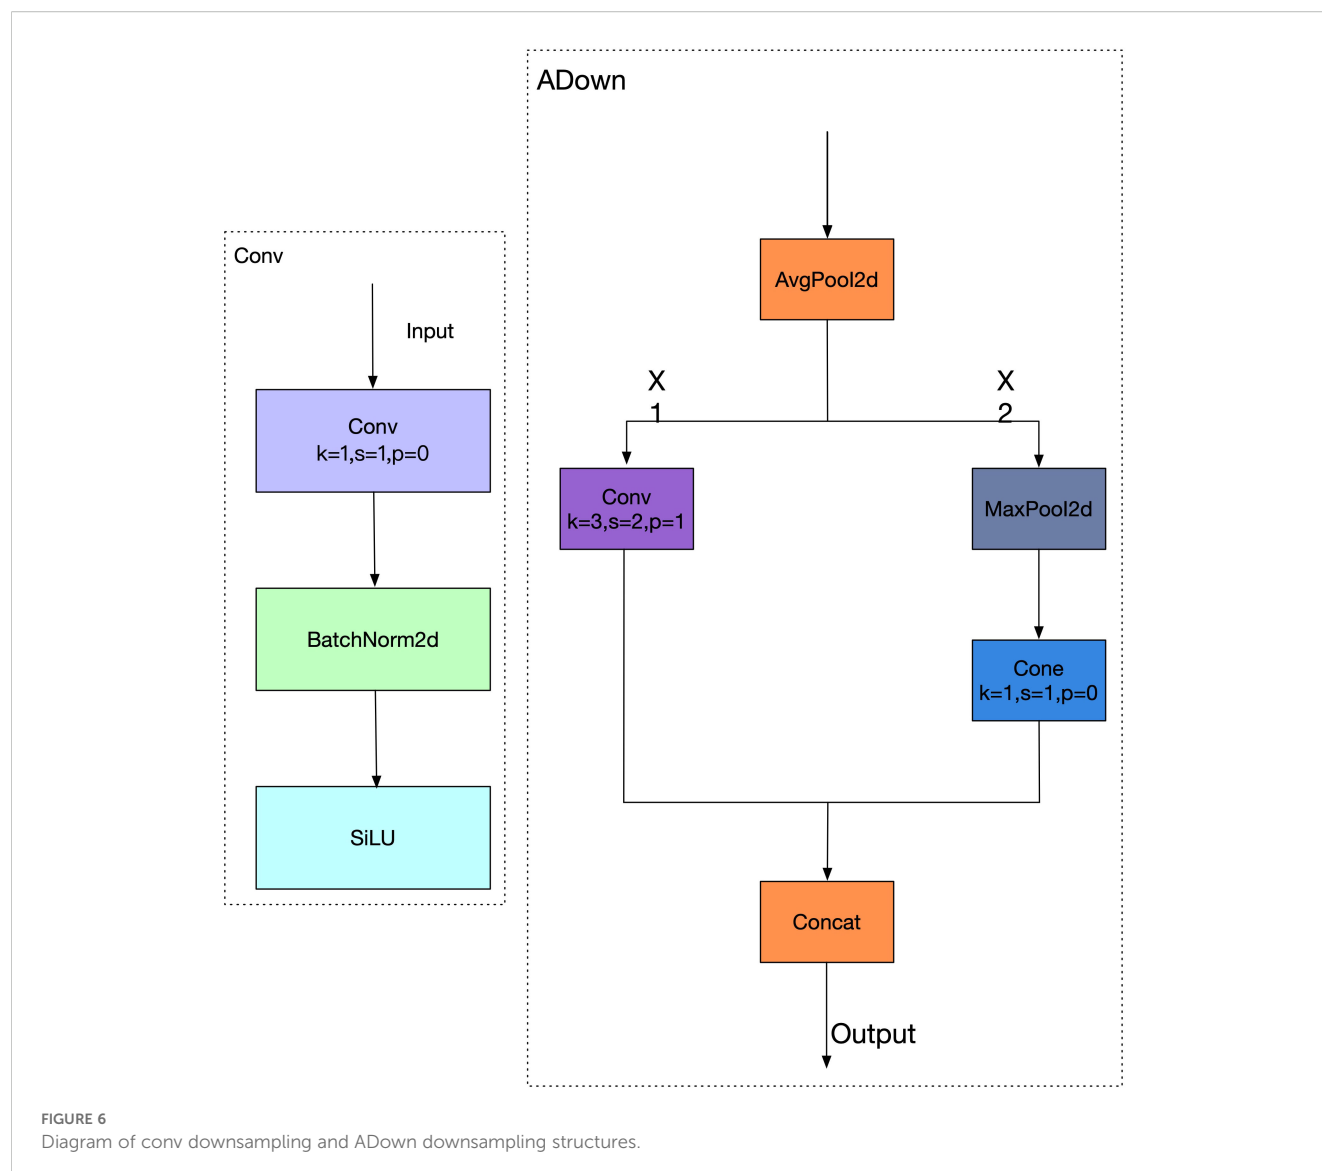 Conv
Input
Conv
k=1,s=1,p=0
BatchNorm2d
SiLU
ADown
AvgPool2d
X
1
X
2
Conv
k=3,s=2,p=1
MaxPool2d
Cone
k=1,s=1,p=0
Concat
Output
FIGURE 6
Diagram of conv downsampling and ADown downsampling structures.